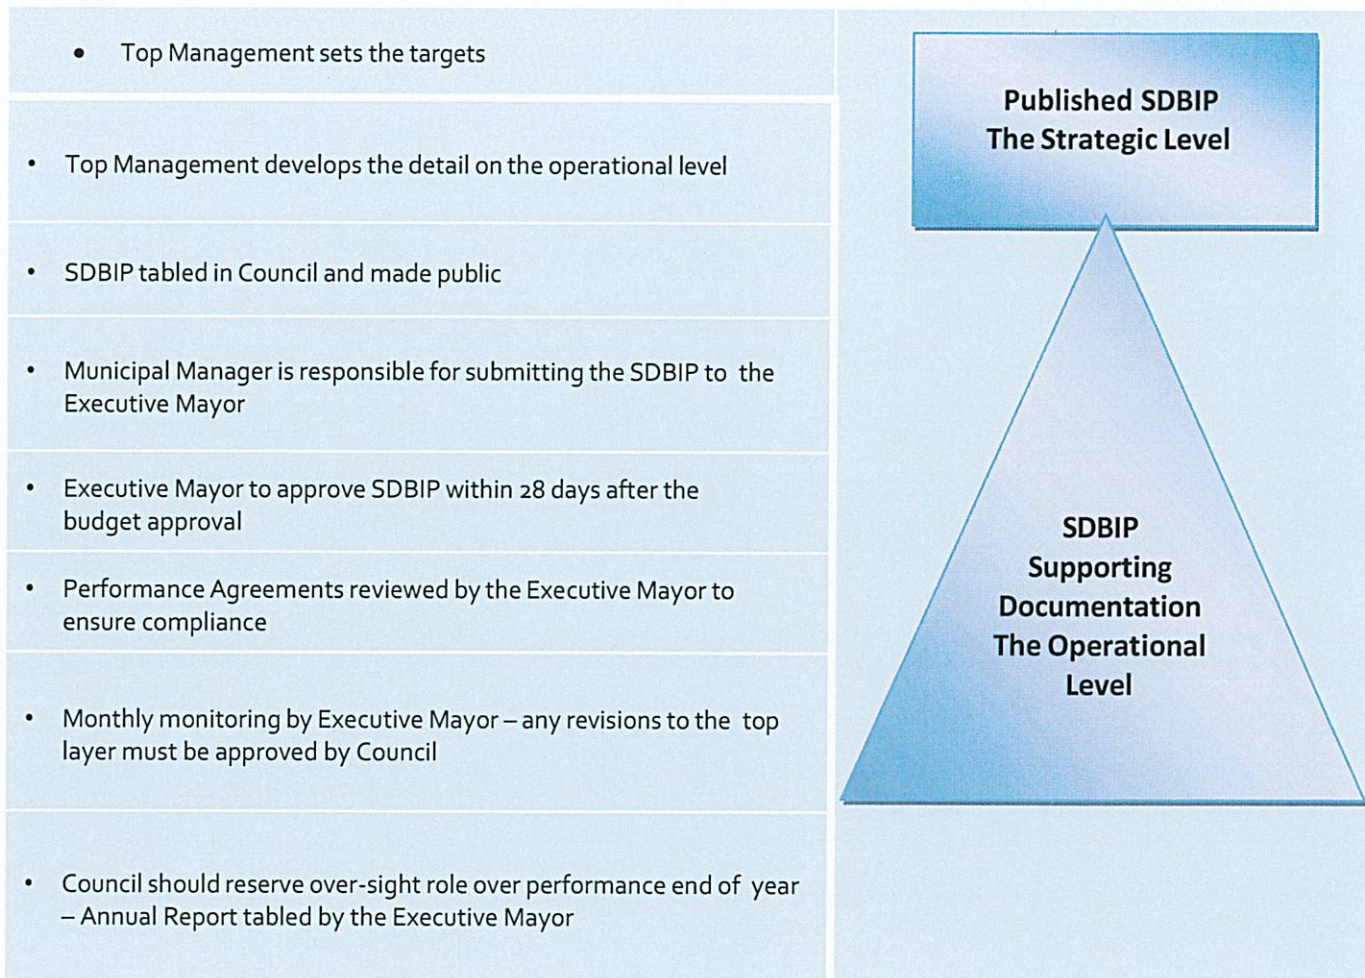 • Top Management sets the targets
• Top Management develops the detail on the operational level
• SDBIP tabled in Council and made public
• Municipal Manager is responsible for submitting the SDBIP to the
Executive Mayor
• Executive Mayor to approve SDBIP within 28 days after the
budget approval
• Performance Agreements reviewed by the Executive Mayor to
ensure compliance
• Monthly monitoring by Executive Mayor – any revisions to the top
layer must be approved by Council
• Council should reserve over-sight role over performance end of year
– Annual Report tabled by the Executive Mayor
Published SDBIP
The Strategic Level
SDBIP
Supporting
Documentation
The Operational
Level